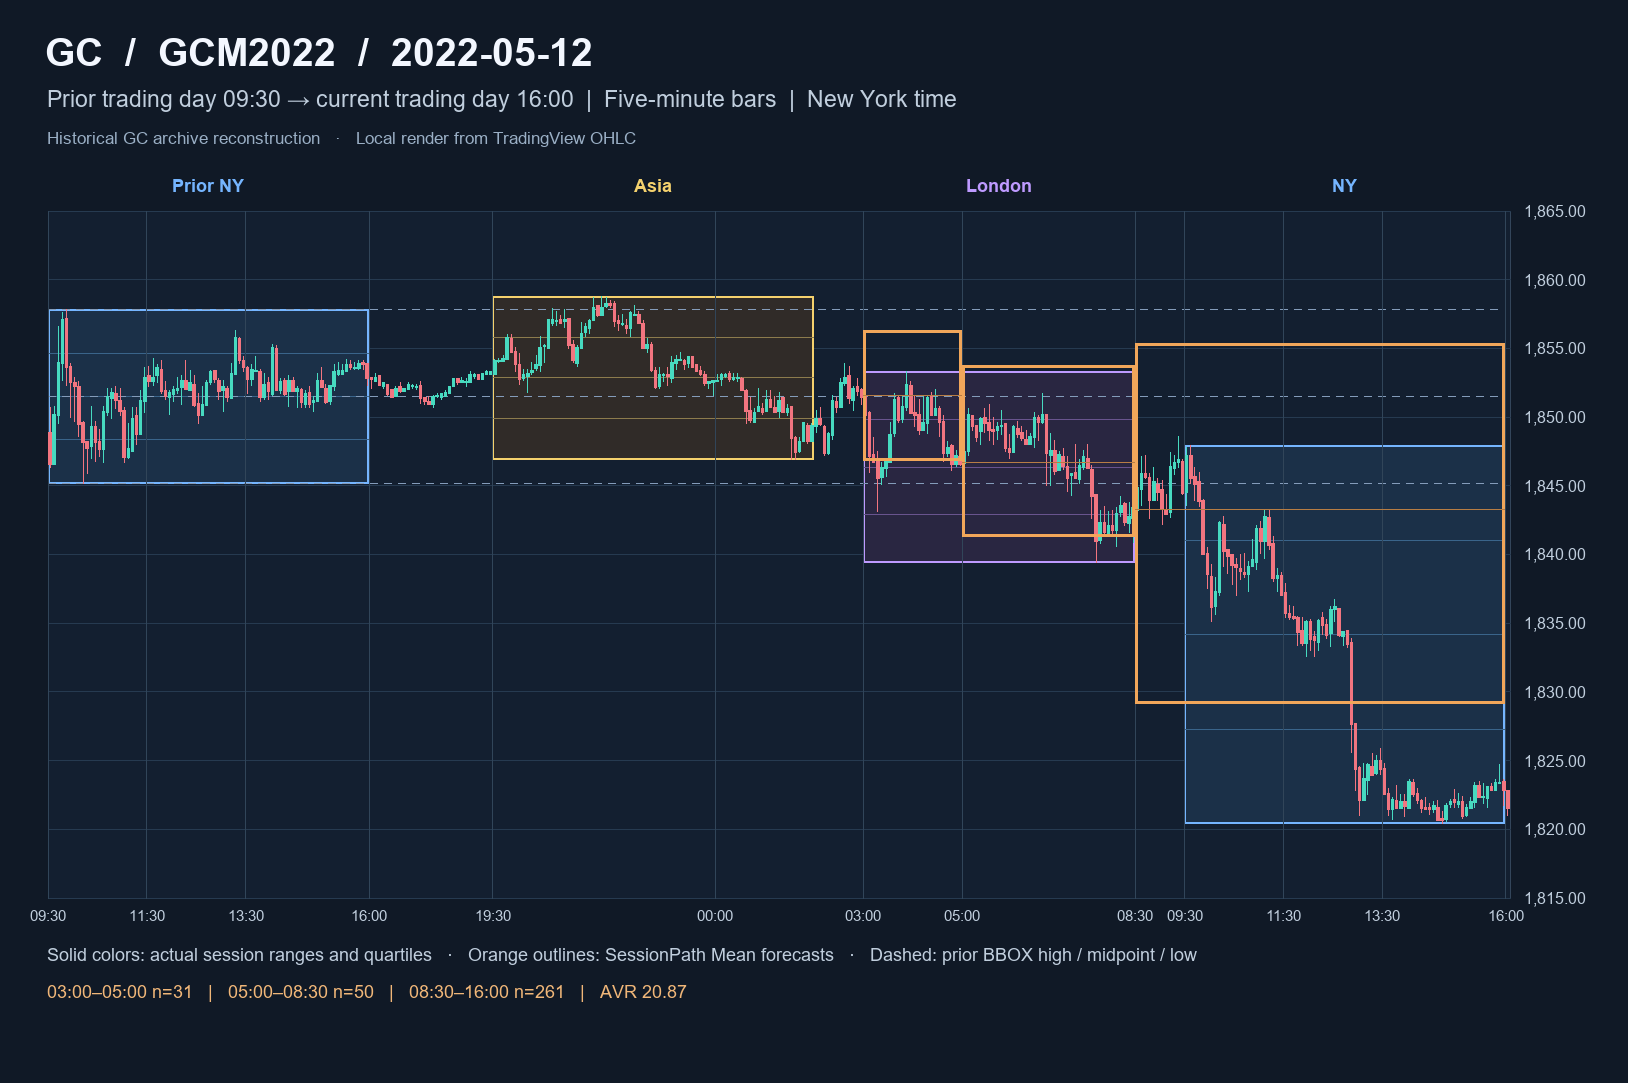 GC / GCM2022 / 2022-05-12
Prior trading day 09:30 → current trading day 16:00 | Five-minute bars | New York time
Historical GC archive reconstruction · Local render from TradingView OHLC
Prior NY Asia London NY
1,865.00
1,860.00
1,855.00
1,850.00
1,845.00
1,840.00
1,835.00
1,830.00
1,825.00
1,820.00
1,815.00
09:30 11:30 13:30 16:00 19:30 00:00 03:00 05:00 08:30 09:30 11:30 13:30 16:00
Solid colors: actual session ranges and quartiles · Orange outlines: SessionPath Mean forecasts · Dashed: prior BBOX high / midpoint / low
03:00–05:00 n=31 | 05:00–08:30 n=50 | 08:30–16:00 n=261 | AVR 20.87